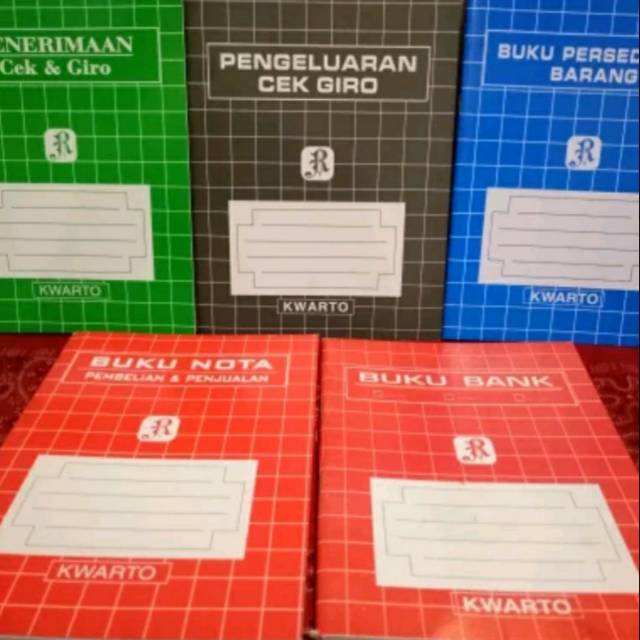 ENERIMAAN
Cek & Giro
KWARTO
PENGELUARAN
CEK GIRO
R
KWARTO
BUKU PERSED
BARANG
R
KWARTO
R
BUKU NOTA
PEMBELIAN & PENJUALAN
R
KWARTO
BUKU BANK
R
KWARTO